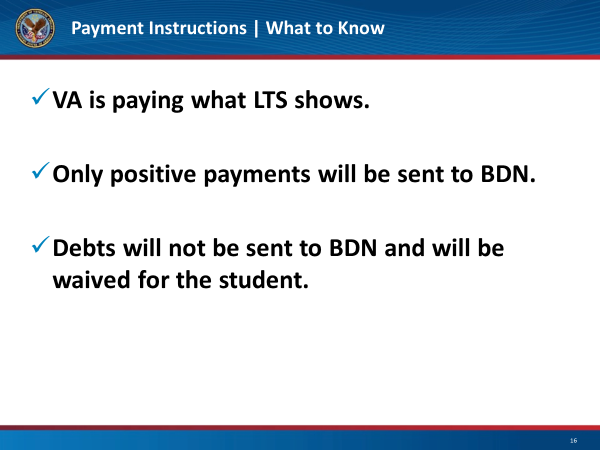 Payment Instructions | What to Know
✓VA is paying what LTS shows.
✓Only positive payments will be sent to BDN.
✓Debts will not be sent to BDN and will be
waived for the student.
16